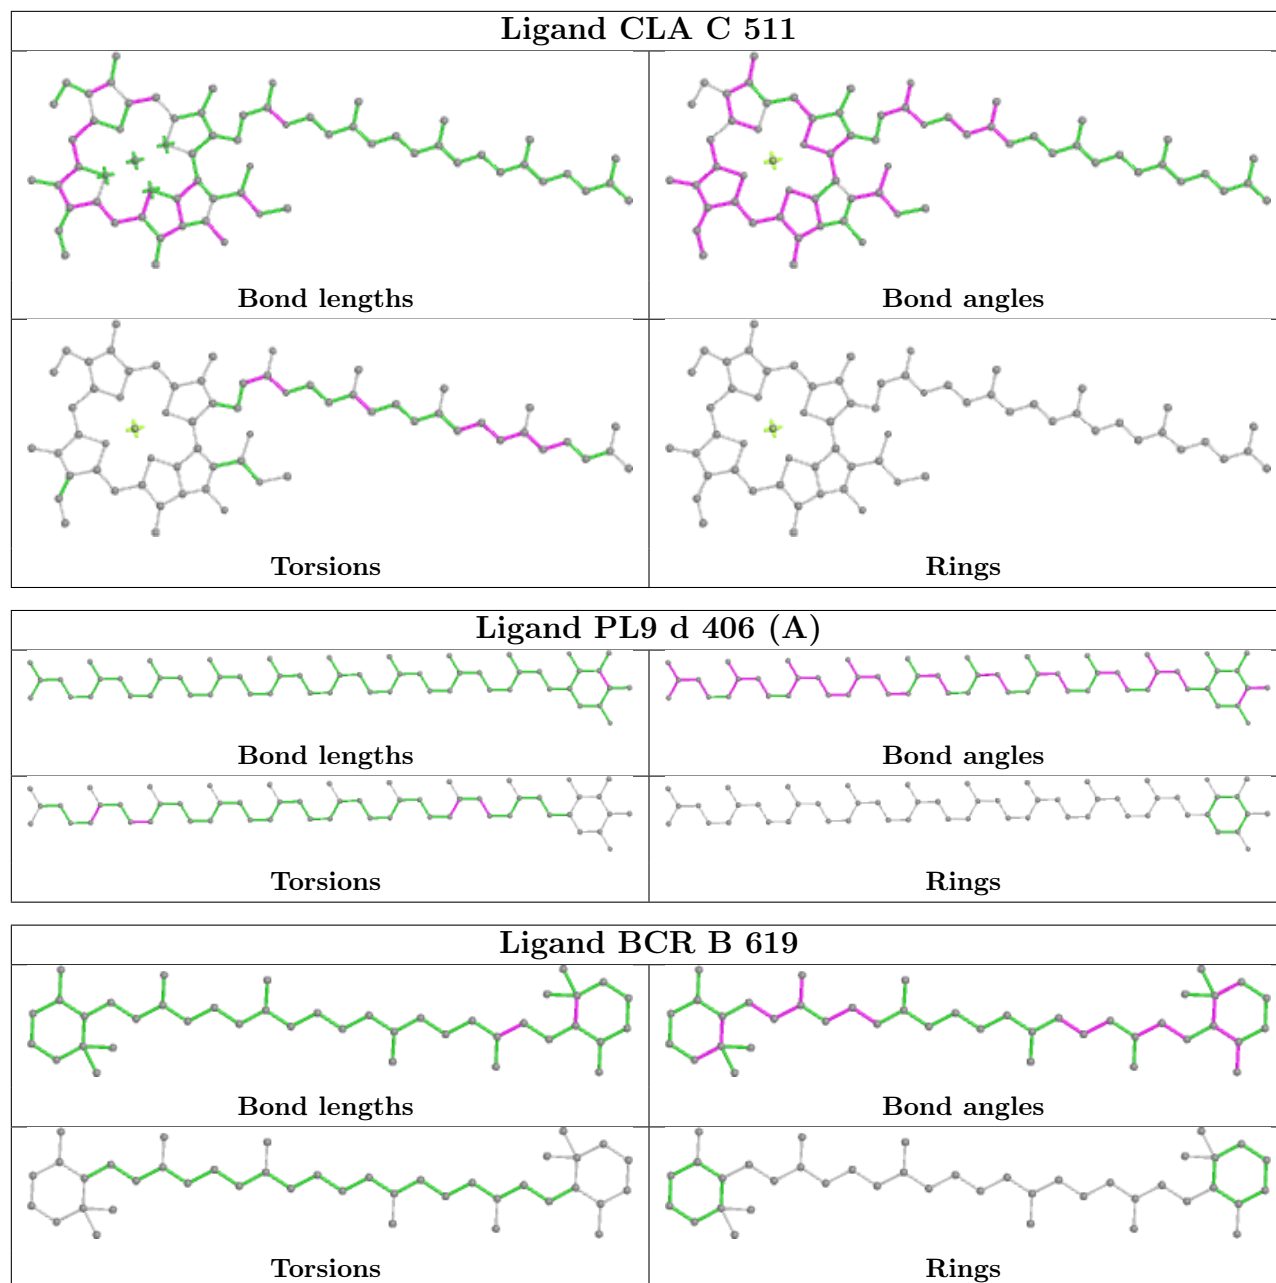 Ligand CLA C 511
Bond lengths
Bond angles
Torsions
Rings
Ligand PL9 d 406 (A)
Bond lengths
Bond angles
Torsions
Rings
Ligand BCR B 619
Bond lengths
Bond angles
Torsions
Rings